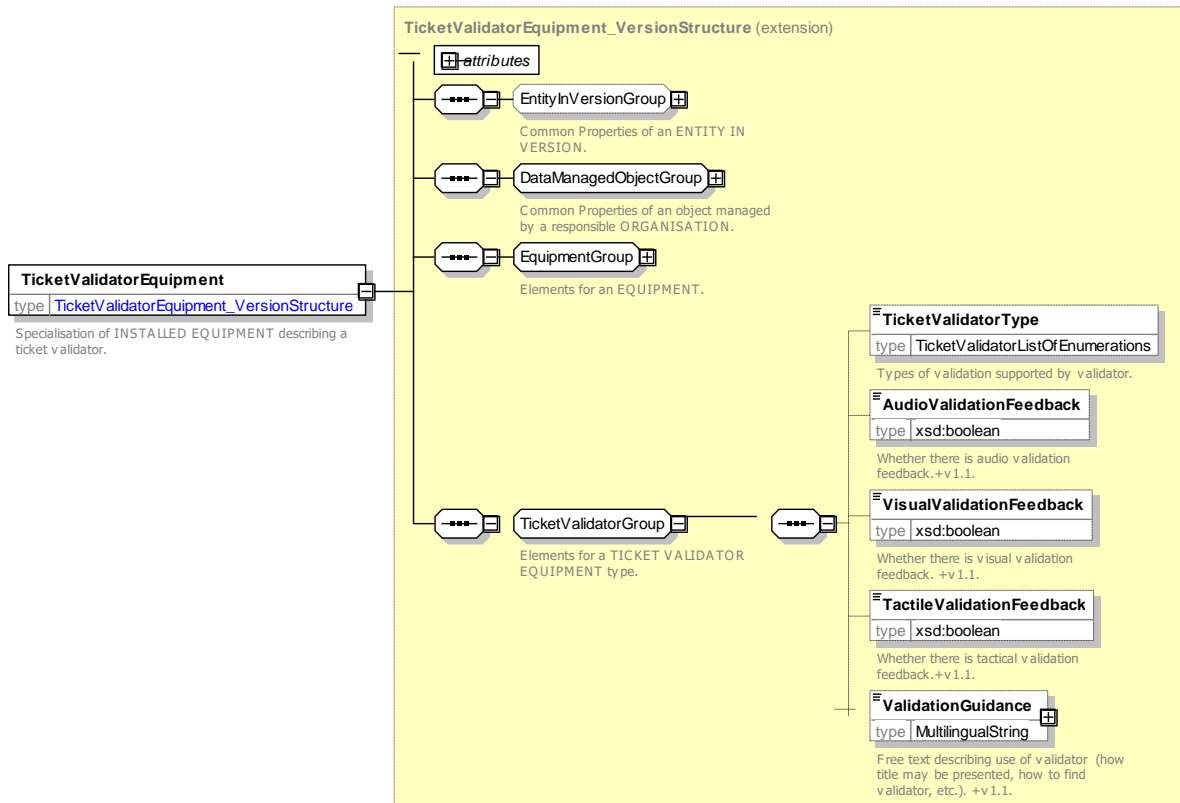 TicketValidatorEquipment_VersionStructure (extension)
attributes
EntityInVersionGroup
Common Properties of an ENTITY IN
VERSION.
DataManagedObjectGroup
Common Properties of an object managed
by a responsible ORGANISATION.
EquipmentGroup
Elements for an EQUIPMENT.
TicketValidatorEquipment
type TicketValidatorEquipment_VersionStructure
Specialisation of INSTALLED EQUIPMENT describing a
ticket validator.
TicketValidatorGroup
Elements for a TICKET VALIDATOR
EQUIPMENT type.
TicketValidatorType
type TicketValidatorListOfEnumerations
Types of validation supported by validator.
AudioValidationFeedback
type xsd:boolean
Whether there is audio validation
feedback.+v1.1.
VisualValidationFeedback
type xsd:boolean
Whether there is visual validation
feedback. +v1.1.
TactileValidationFeedback
type xsd:boolean
Whether there is tactical validation
feedback.+v1.1.
ValidationGuidance
type MultilingualString
Free text describing use of validator (how
title may be presented, how to find
validator, etc.). +v1.1.